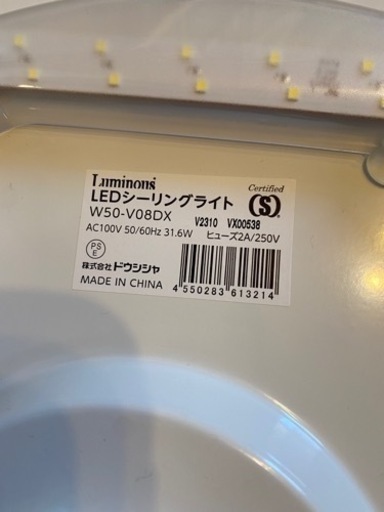 Luminous
LEDシーリングライト
Certified
W50-V08DX
V2310 VX00538
S
AC100V 50/60Hz 31.6W ヒューズ2A/250V
PS
E
株式会社ドウシシャ
MADE IN CHINA
4 550283 613214